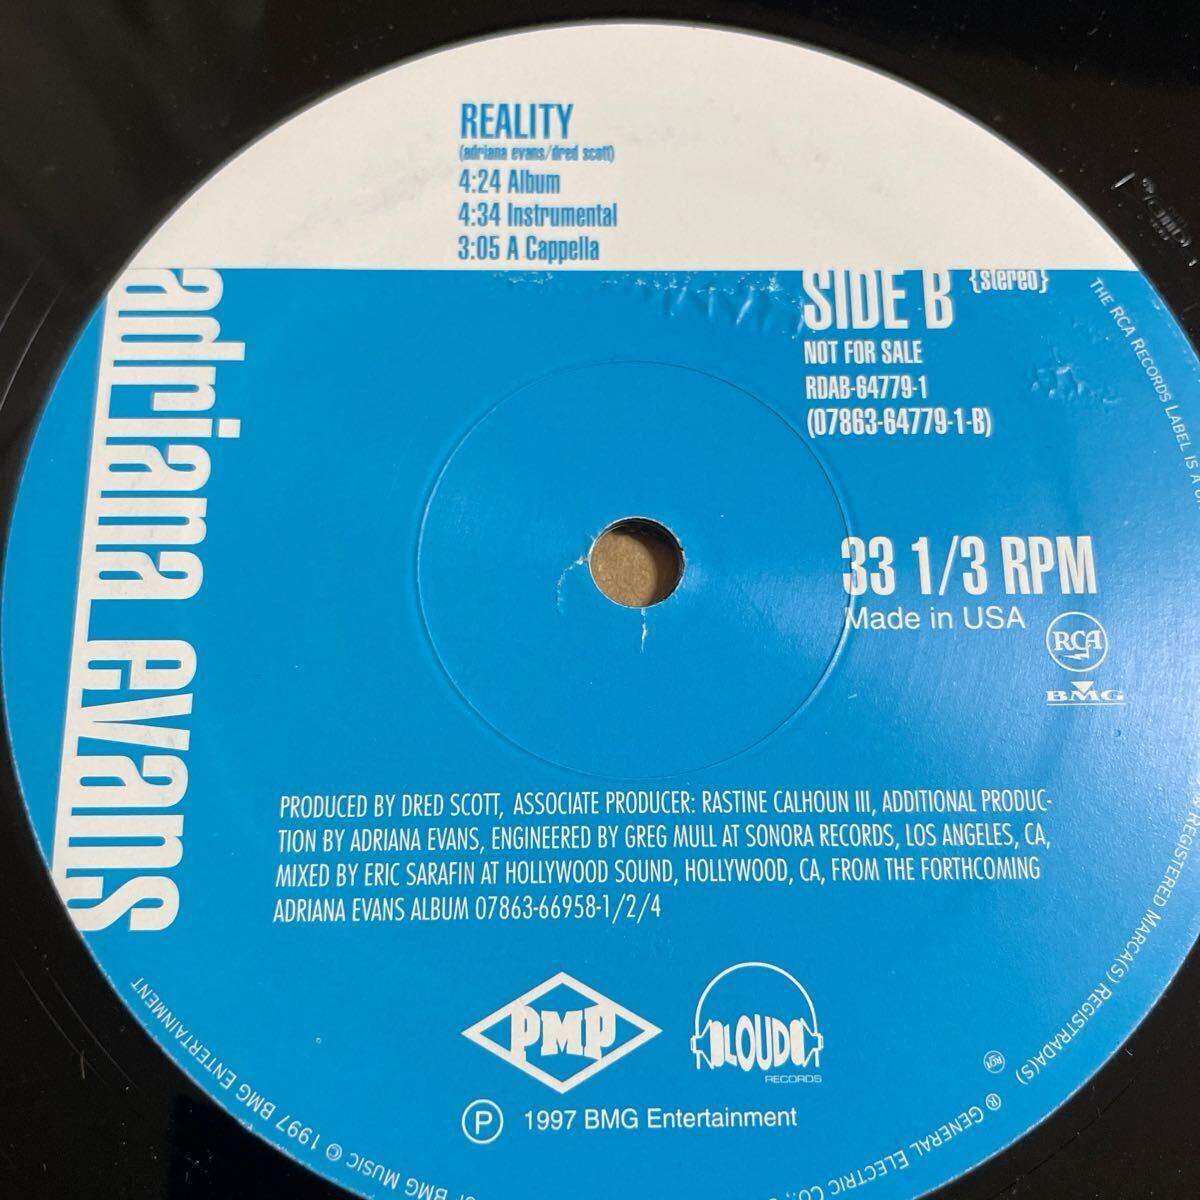 REALITY
(adriana evans/dred scott)
4:24 Album
4:34 Instrumental
3:05 A Cappella
adriana evans
SIDE B {stereo}
NOT FOR SALE
RDAB-64779-1
(07863-64779-1-B)
33 1/3 RPM
Made in USA
RCA
BMG
PRODUCED BY DRED SCOTT, ASSOCIATE PRODUCER: RASTINE CALHOUN III, ADDITIONAL PRODUC-
TION BY ADRIANA EVANS, ENGINEERED BY GREG MULL AT SONORA RECORDS, LOS ANGELES, CA,
MIXED BY ERIC SARAFIN AT HOLLYWOOD SOUND, HOLLYWOOD, CA, FROM THE FORTHCOMING
ADRIANA EVANS ALBUM 07863-66958-1/2/4
PMP
LOUD
RECORDS
Ⓟ 1997 BMG Entertainment
THE RCA RECORDS LABEL IS A
REGISTERED MARCA(S) REGISTRADA(S)
® GENERAL ELECTRIC CO.,
BMG MUSIC © 1997 BMG ENTERTAINMENT